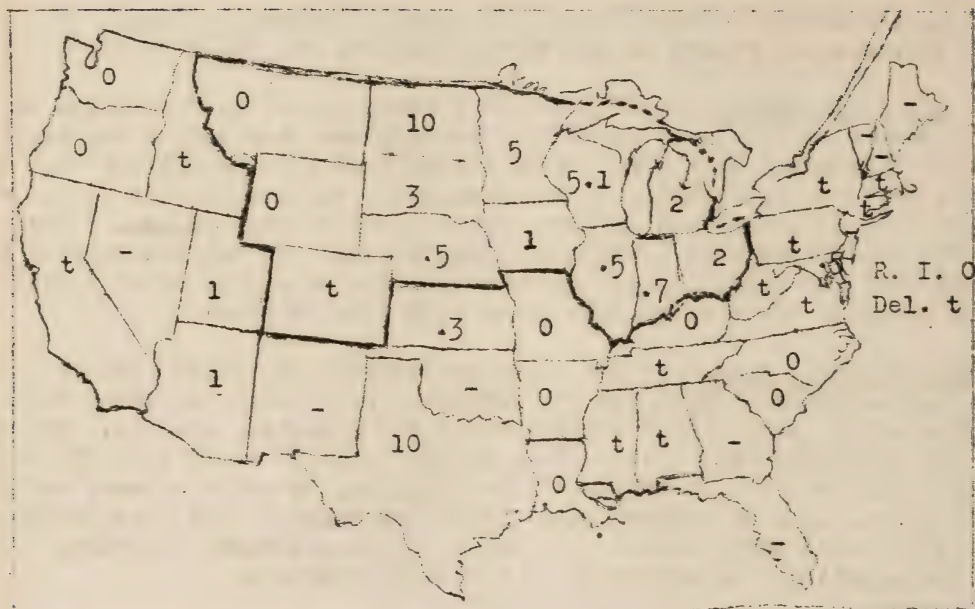 0 0 10 5 -
0 t 0 3 5.1 2 t - -
t t
t - 1 t .5 1 .5 .7 2 t R. I. 0
t t Del. t
.3 0 0
1 - 10 - 0 t 0 0
t t -
0
-